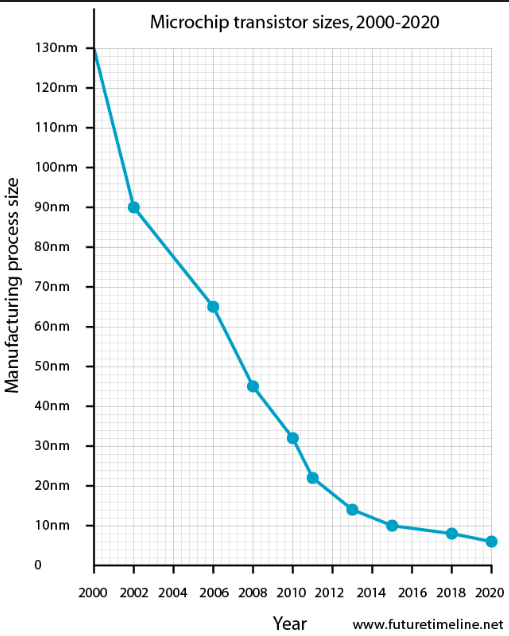 Microchip transistor sizes, 2000-2020
130nm
120nm
110nm
100nm
90nm
80nm
70nm
60nm
50nm
40nm
30nm
20nm
10nm
0
Manufacturing process size
2000 2002 2004 2006 2008 2010 2012 2014 2016 2018 2020
Year
www.futuretimeline.net